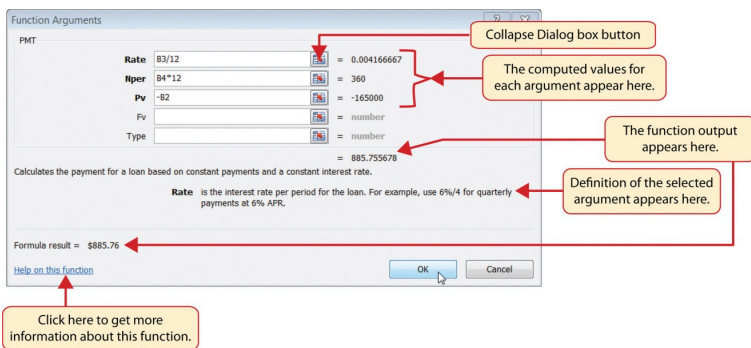 Function Arguments
? X
Collapse Dialog box button
PMT
Rate B3/12 = 0.004166667
Nper B4*12 = 360
Pv -B2 = -165000
Fv = number
Type = number
The computed values for
each argument appear here.
= 885.755678
The function output
appears here.
Calculates the payment for a loan based on constant payments and a constant interest rate.
Rate is the interest rate per period for the loan. For example, use 6%/4 for quarterly
payments at 6% APR.
Definition of the selected
argument appears here.
Formula result = $885.76
Help on this function
OK
Cancel
Click here to get more
information about this function.